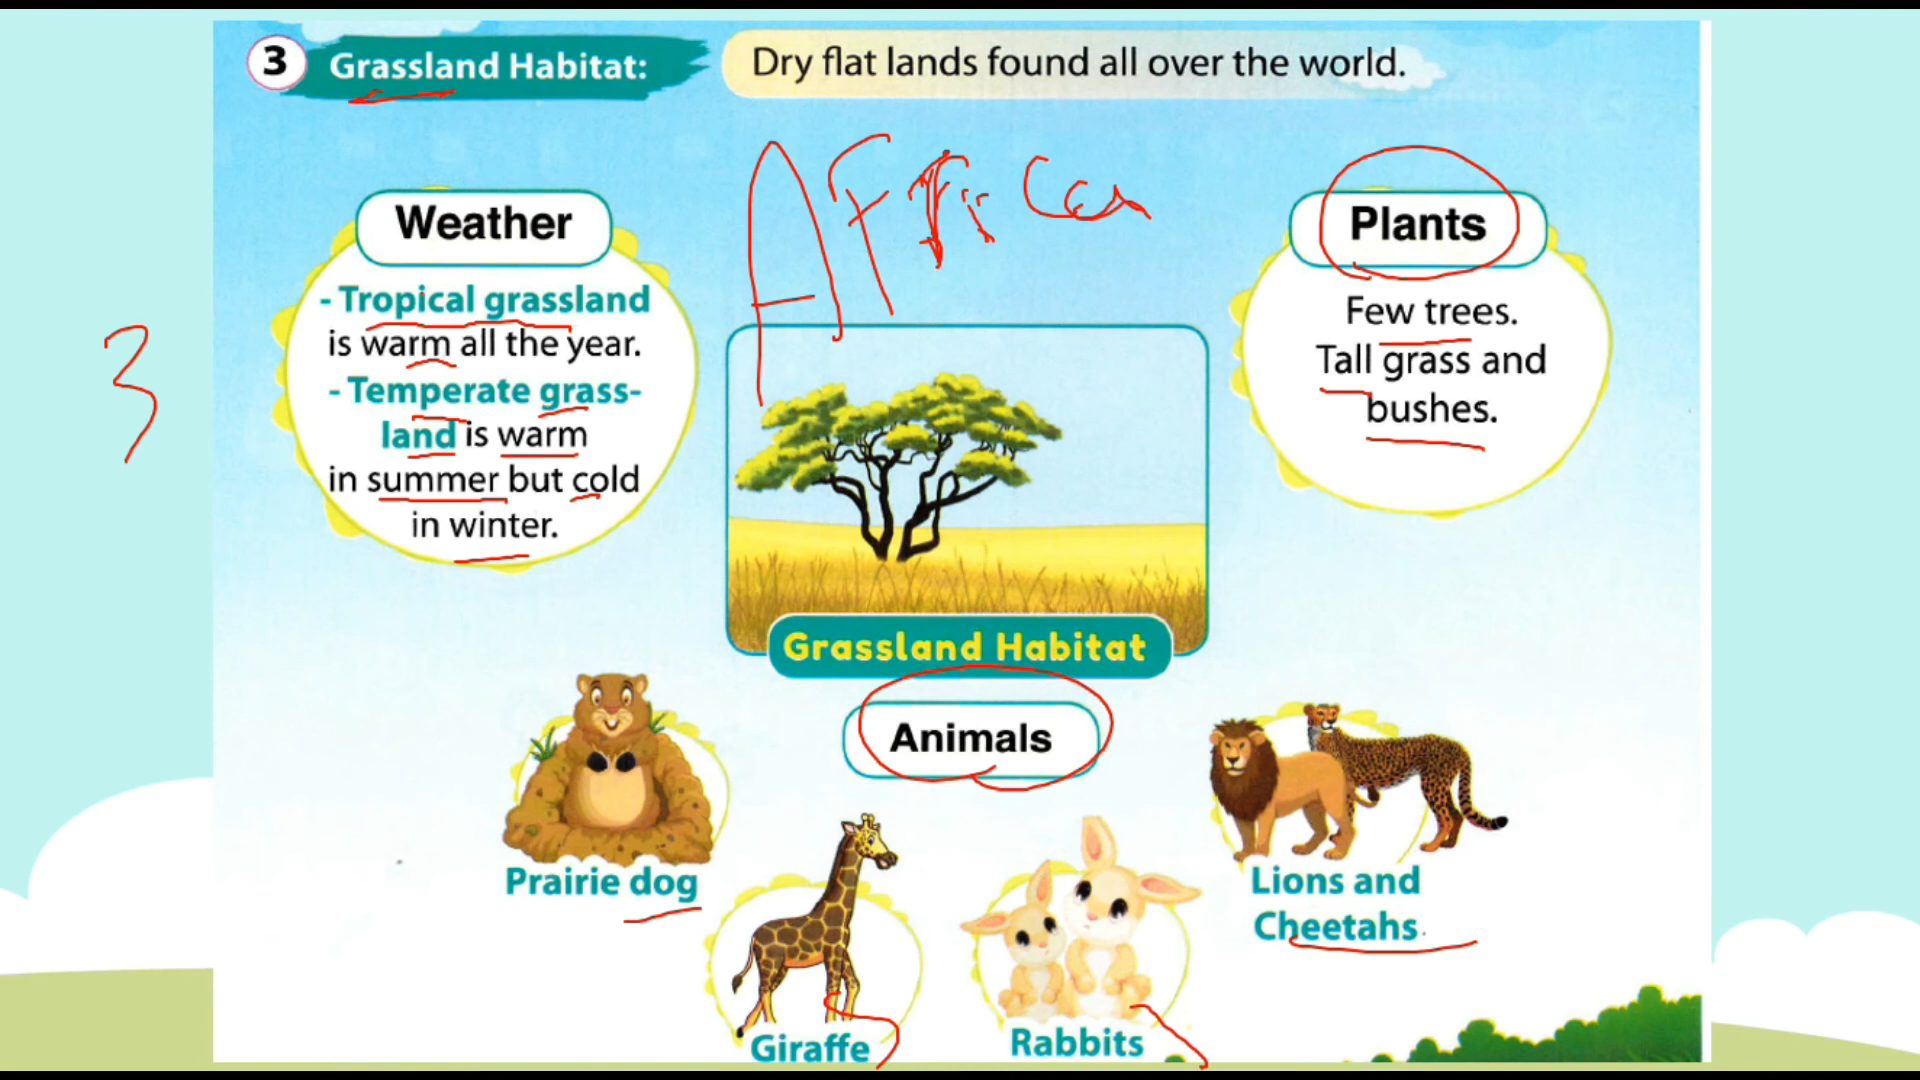 3 Grassland Habitat: Dry flat lands found all over the world.
AFrica
Weather
- Tropical grassland
is warm all the year.
- Temperate grass-
land is warm
in summer but cold
in winter.
3
Plants
Few trees.
Tall grass and
bushes.
Grassland Habitat
Animals
Prairie dog
Giraffe
Rabbits
Lions and
Cheetahs